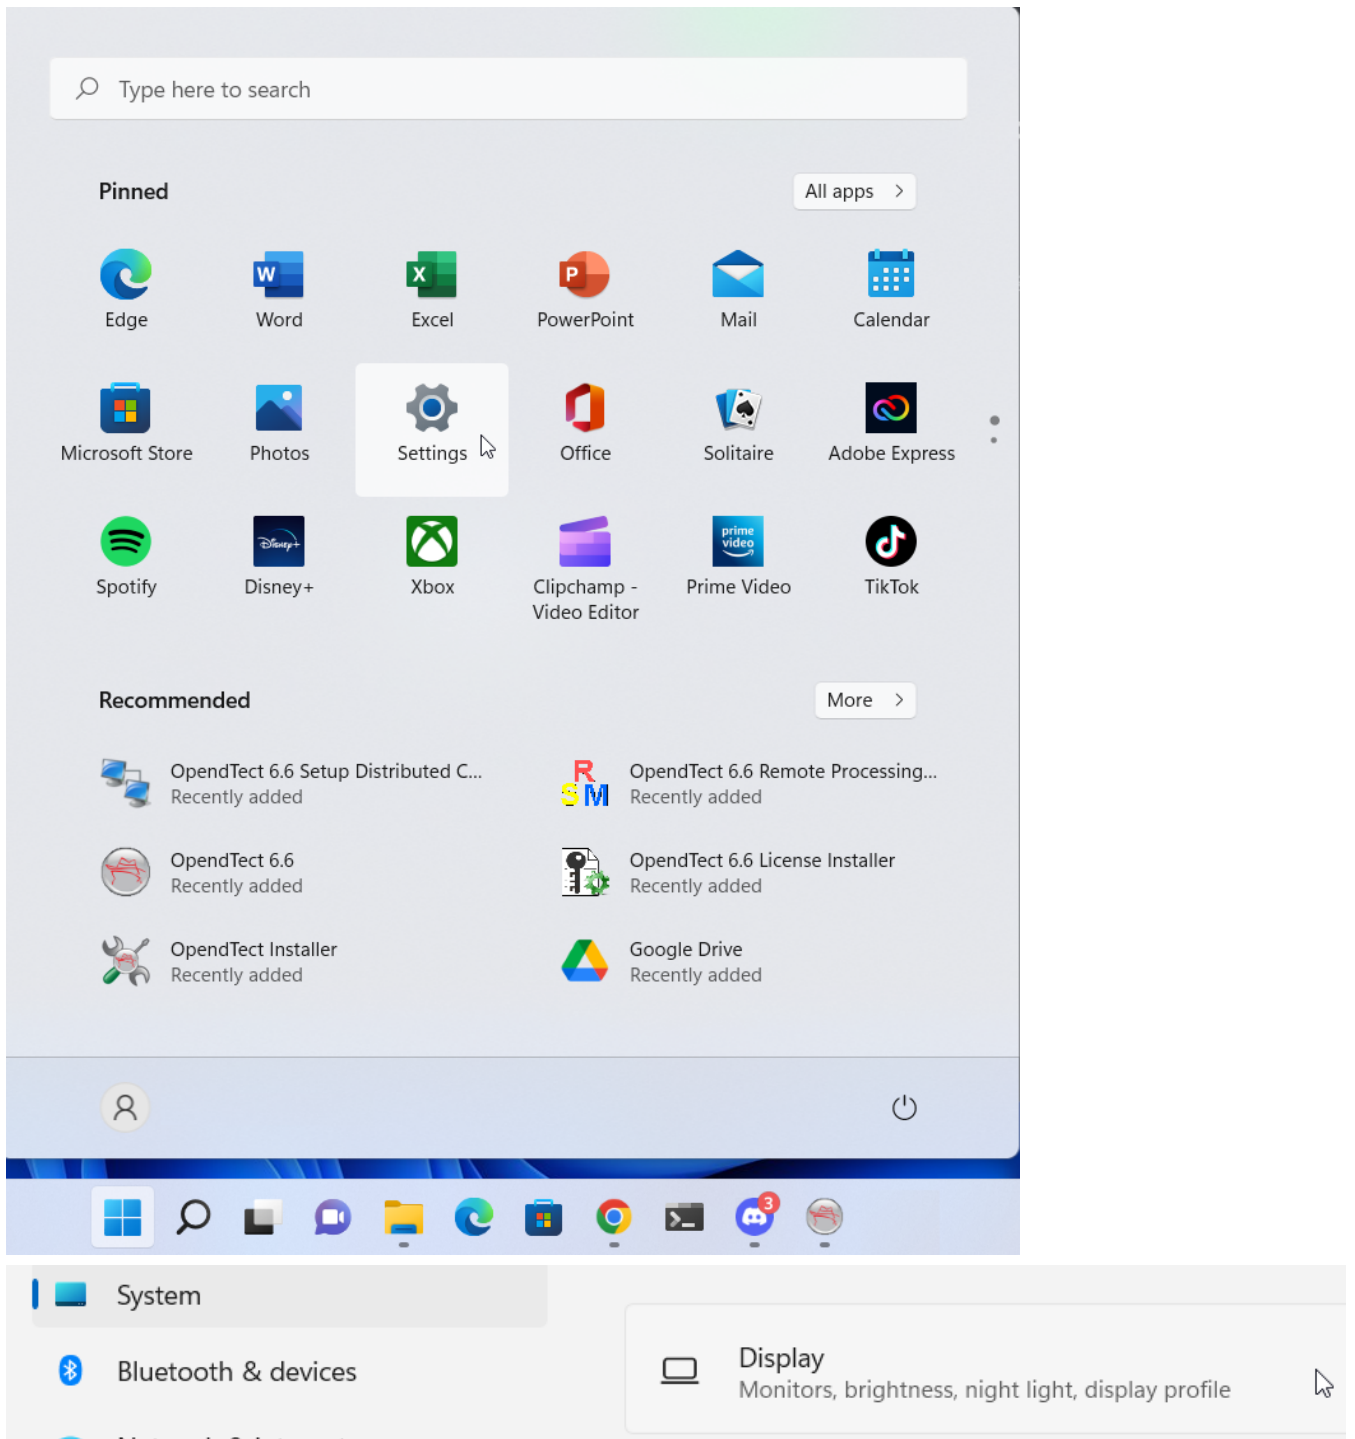 Type here to search
Pinned
All apps
W
X
P
Edge
Word
Excel
PowerPoint
Mail
Calendar
Microsoft Store
Photos
Settings
Office
Solitaire
Adobe Express
Disney+
prime
video
Spotify
Disney+
Xbox
Clipchamp -
Video Editor
Prime Video
TikTok
Recommended
More
OpendTect 6.6 Setup Distributed C...
Recently added
R
SM
OpendTect 6.6 Remote Processing...
Recently added
OpendTect 6.6
Recently added
OpendTect 6.6 License Installer
Recently added
OpendTect Installer
Recently added
Google Drive
Recently added
3
System
Bluetooth & devices
Display
Monitors, brightness, night light, display profile